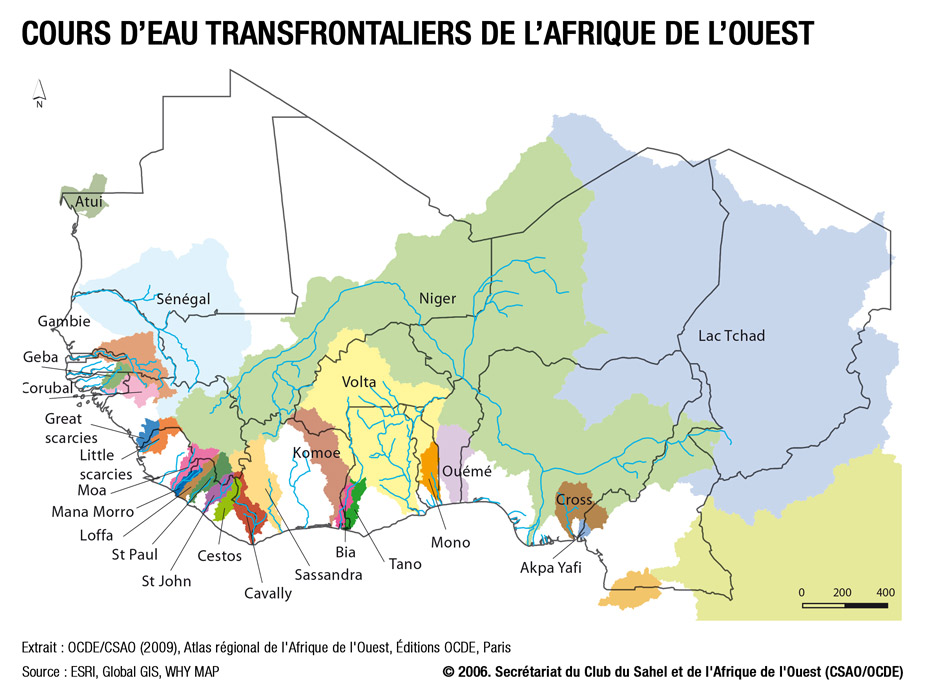 COURS D'EAU TRANSFRONTALIERS DE L'AFRIQUE DE L'OUEST
N
Atui
Sénégal
Niger
Gambie
Lac Tchad
Geba
Volta
Corubal
Great
scarcies
Little
scarcies
Komoe
Ouémé
Moa
Cross
Mana Morro
Loffa
Mono
St Paul
Cestos
Bia
Tano
Akpa Yafi
St John
Sassandra
Cavally
0 200 400
Extrait : OCDE/CSAO (2009), Atlas régional de l'Afrique de l'Ouest, Éditions OCDE, Paris
Source : ESRI, Global GIS, WHY MAP
© 2006. Secrétariat du Club du Sahel et de l'Afrique de l'Ouest (CSAO/OCDE)